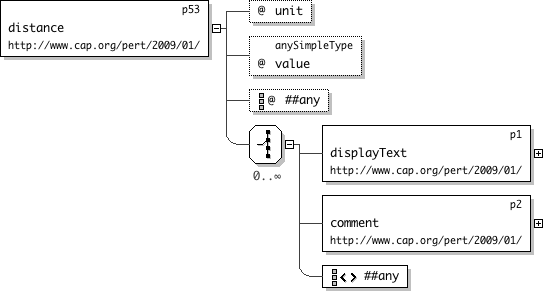 p53
distance
http://www.cap.org/pert/2009/01/
@ unit
anySimpleType
@ value
@ ##any
0..∞
p1
displayText
http://www.cap.org/pert/2009/01/
p2
comment
http://www.cap.org/pert/2009/01/
<> ##any